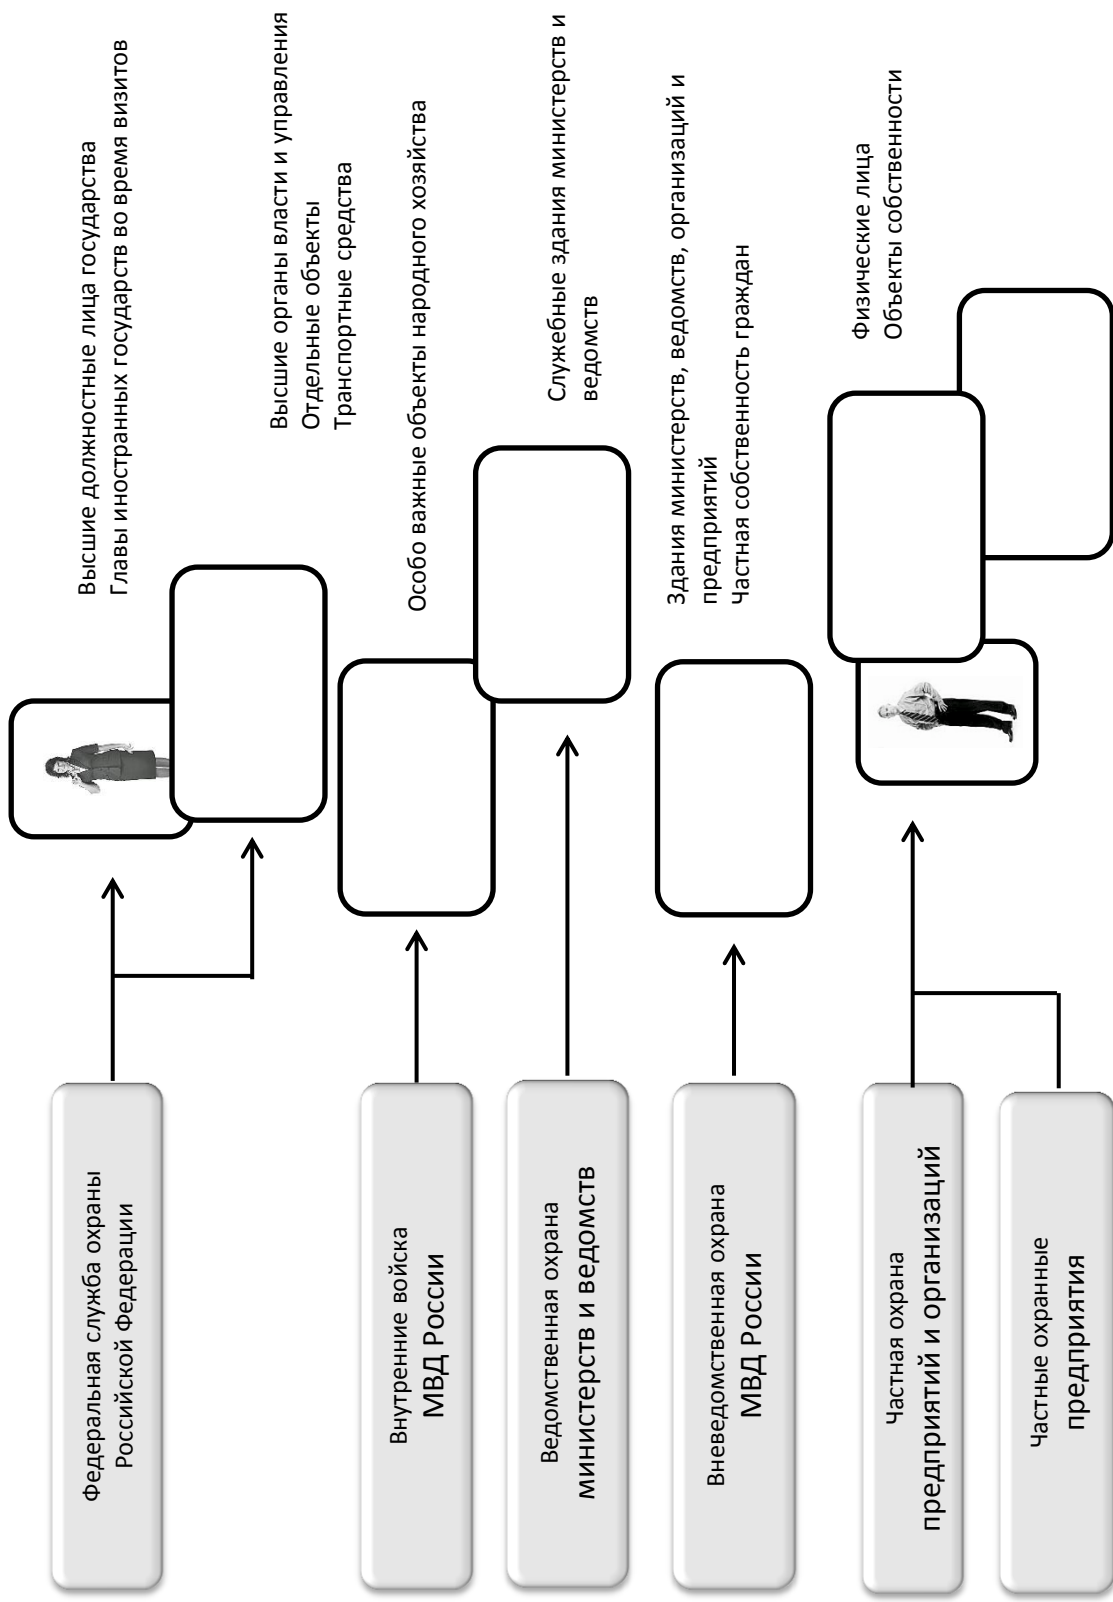 Федеральная служба охраны
Российской Федерации
Высшие должностные лица государства
Главы иностранных государств во время визитов
Высшие органы власти и управления
Отдельные объекты
Транспортные средства
Внутренние войска
МВД России
Особо важные объекты народного хозяйства
Ведомственная охрана
министерств и ведомств
Служебные здания министерств и
ведомств
Вневедомственная охрана
МВД России
Здания министерств, ведомств, организаций и
предприятий
Частная собственность граждан
Частная охрана
предприятий и организаций
Физические лица
Объекты собственности
Частные охранные
предприятия